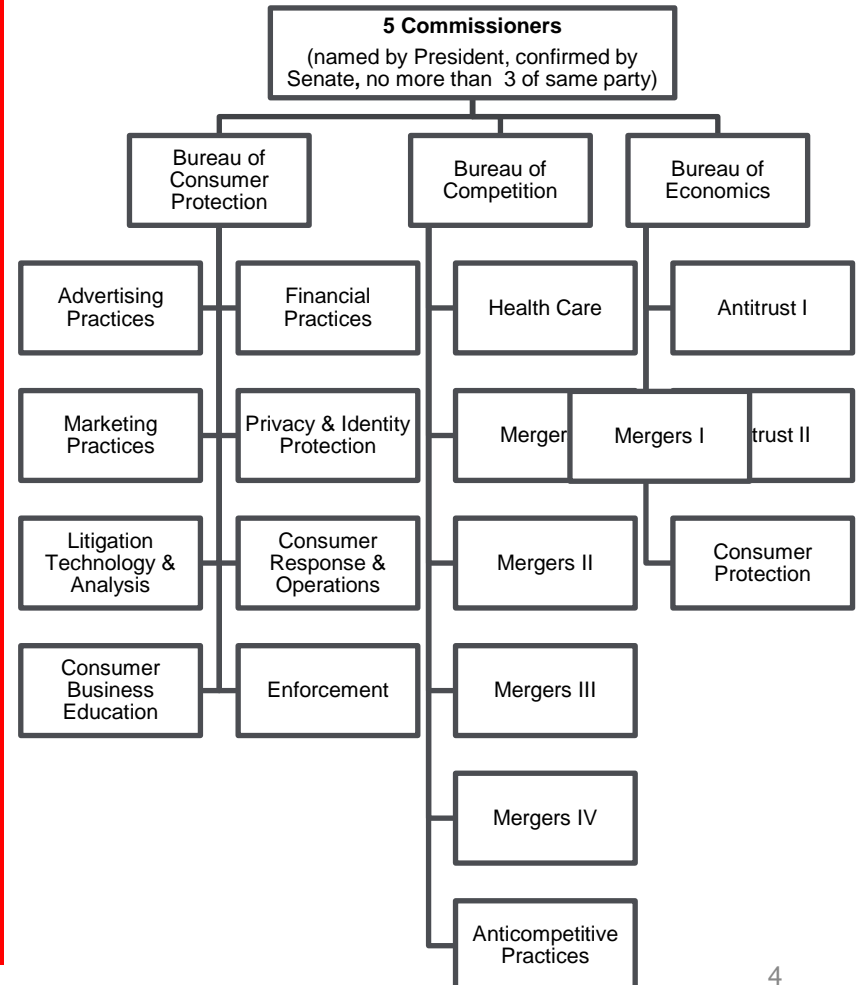 5 Commissioners
(named by President, confirmed by
Senate, no more than 3 of same party)
Bureau of
Consumer
Protection
Bureau of
Competition
Bureau of
Economics
Advertising
Practices
Financial
Practices
Health Care
Antitrust I
Marketing
Practices
Privacy & Identity
Protection
Merger
Mergers I
trust II
Litigation
Technology &
Analysis
Consumer
Response &
Operations
Mergers II
Consumer
Protection
Consumer
Business
Education
Enforcement
Mergers III
Mergers IV
Anticompetitive
Practices
4